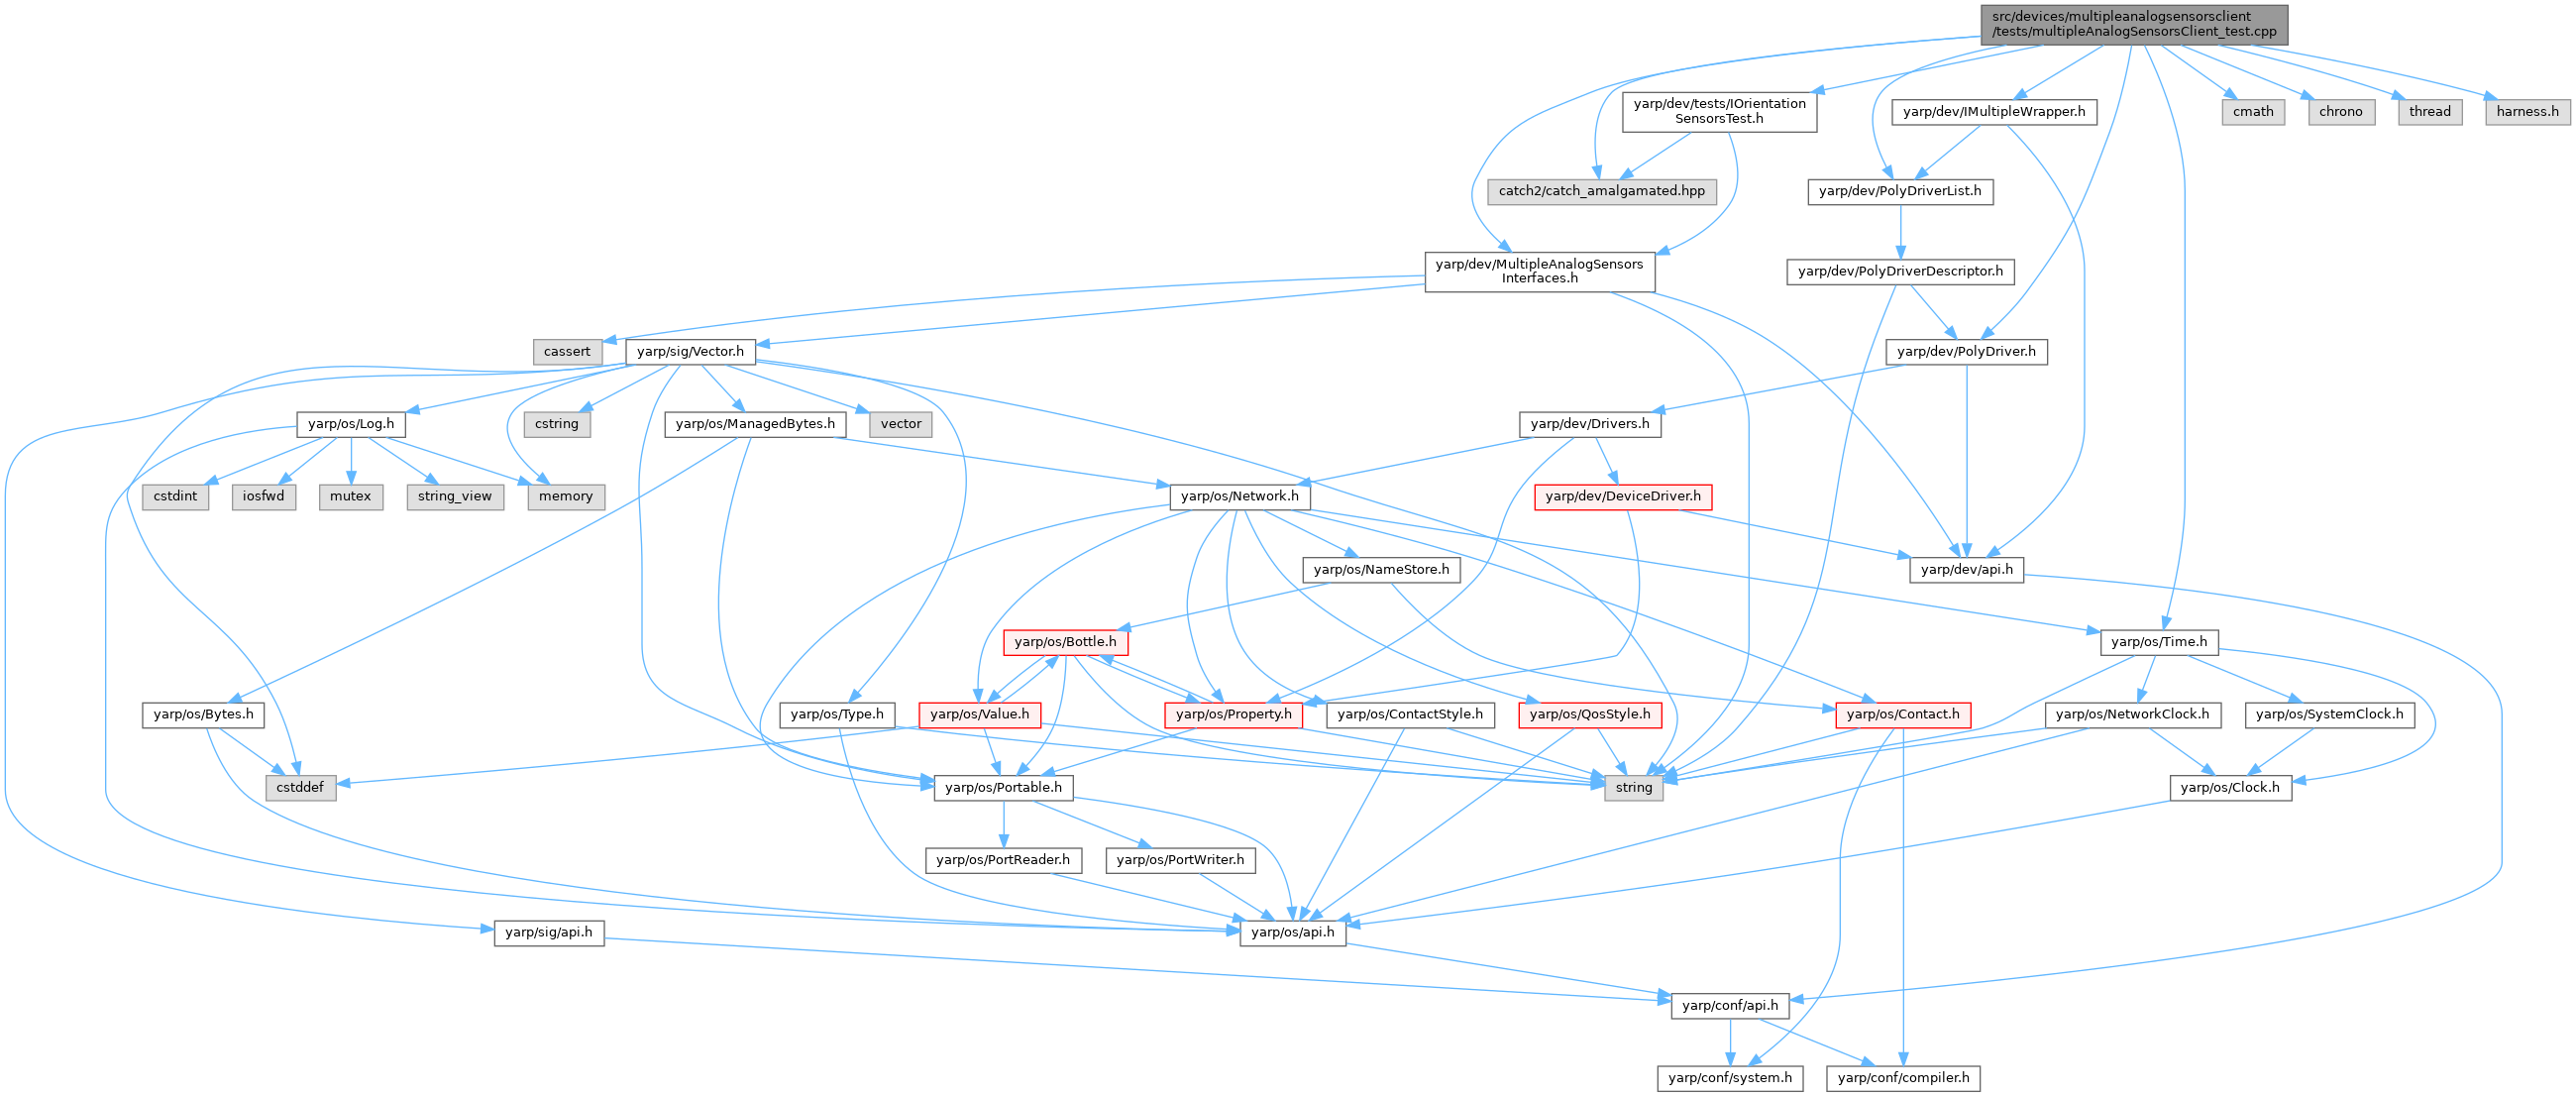 src/devices/multipleanalogsensorsclient
/tests/multipleAnalogSensorsClient_test.cpp
yarp/dev/tests/IOrientation
SensorsTest.h
yarp/dev/IMultipleWrapper.h
cmath
chrono
thread
harness.h
catch2/catch_amalgamated.hpp
yarp/dev/PolyDriverList.h
yarp/dev/MultipleAnalogSensors
Interfaces.h
yarp/dev/PolyDriverDescriptor.h
cassert
yarp/sig/Vector.h
yarp/dev/PolyDriver.h
yarp/os/Log.h
cstring
yarp/os/ManagedBytes.h
vector
yarp/dev/Drivers.h
cstdint
iosfwd
mutex
string_view
memory
yarp/os/Network.h
yarp/dev/DeviceDriver.h
yarp/os/NameStore.h
yarp/dev/api.h
yarp/os/Bottle.h
yarp/os/Time.h
yarp/os/Bytes.h
yarp/os/Type.h
yarp/os/Value.h
yarp/os/Property.h
yarp/os/ContactStyle.h
yarp/os/QosStyle.h
yarp/os/Contact.h
yarp/os/NetworkClock.h
yarp/os/SystemClock.h
cstddef
yarp/os/Portable.h
string
yarp/os/Clock.h
yarp/os/PortReader.h
yarp/os/PortWriter.h
yarp/sig/api.h
yarp/os/api.h
yarp/conf/api.h
yarp/conf/system.h
yarp/conf/compiler.h